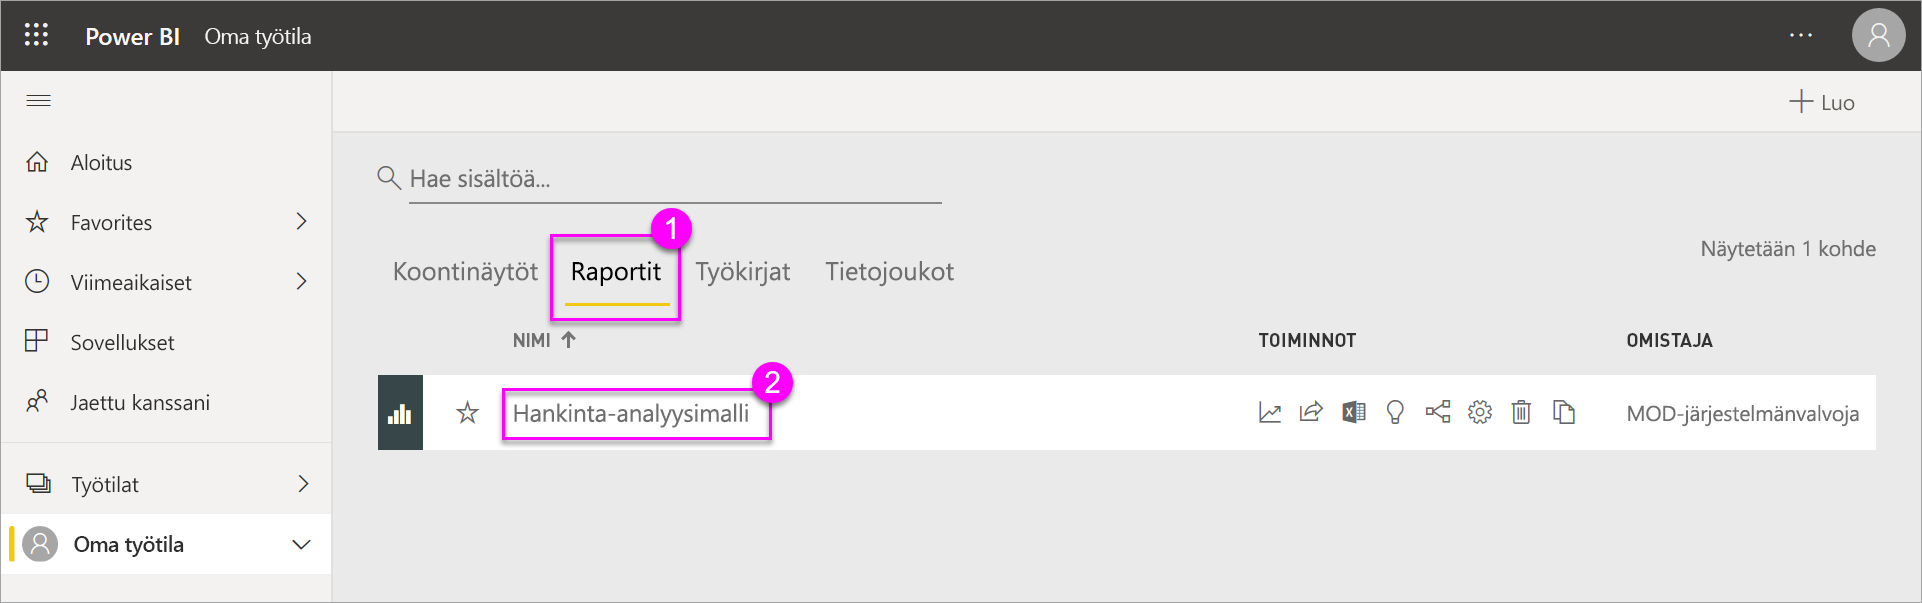 Power BI Oma työtila
Luo
Aloitus
Favorites
Viimeaikaiset
Sovellukset
Jaettu kanssani
Työtilat
Oma työtila
Hae sisältöä...
1
Koontinäytöt Raportit Työkirjat Tietojoukot
Näytetään 1 kohde
NIMI TOIMINNOT OMISTAJA
2
Hankinta-analyysimalli MOD-järjestelmänvalvoja